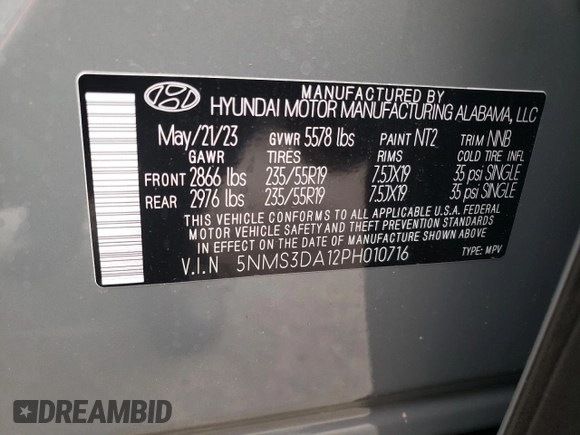 MANUFACTURED BY
HYUNDAI MOTOR MANUFACTURING ALABAMA, LLC
May/21/23 GVWR 5578 lbs PAINT NT2 TRIM NNB
GAWR TIRES RIMS COLD TIRE INFL
FRONT 2866 lbs 235/55R19 7.5JX19 35 psi SINGLE
REAR 2976 lbs 235/55R19 7.5JX19 35 psi SINGLE
THIS VEHICLE CONFORMS TO ALL APPLICABLE U.S.A. FEDERAL
MOTOR VEHICLE SAFETY AND THEFT PREVENTION STANDARDS
IN EFFECT ON THE DATE OF MANUFACTURE SHOWN ABOVE.
V.I.N 5NMS3DA12PH010716 TYPE: MPV
DREAMBID